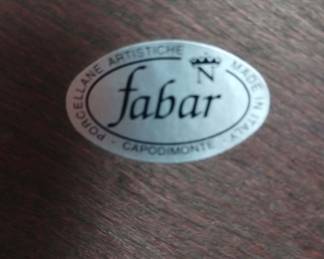 PORCELLANE ARTISTICHE
N
MADE IN ITALY
fabar
CAPODIMONTE